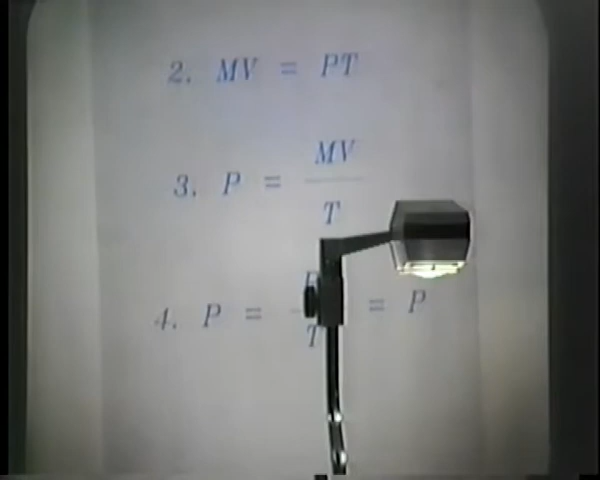 2. MV = PT
3. P = MV
T
4. P = T = P